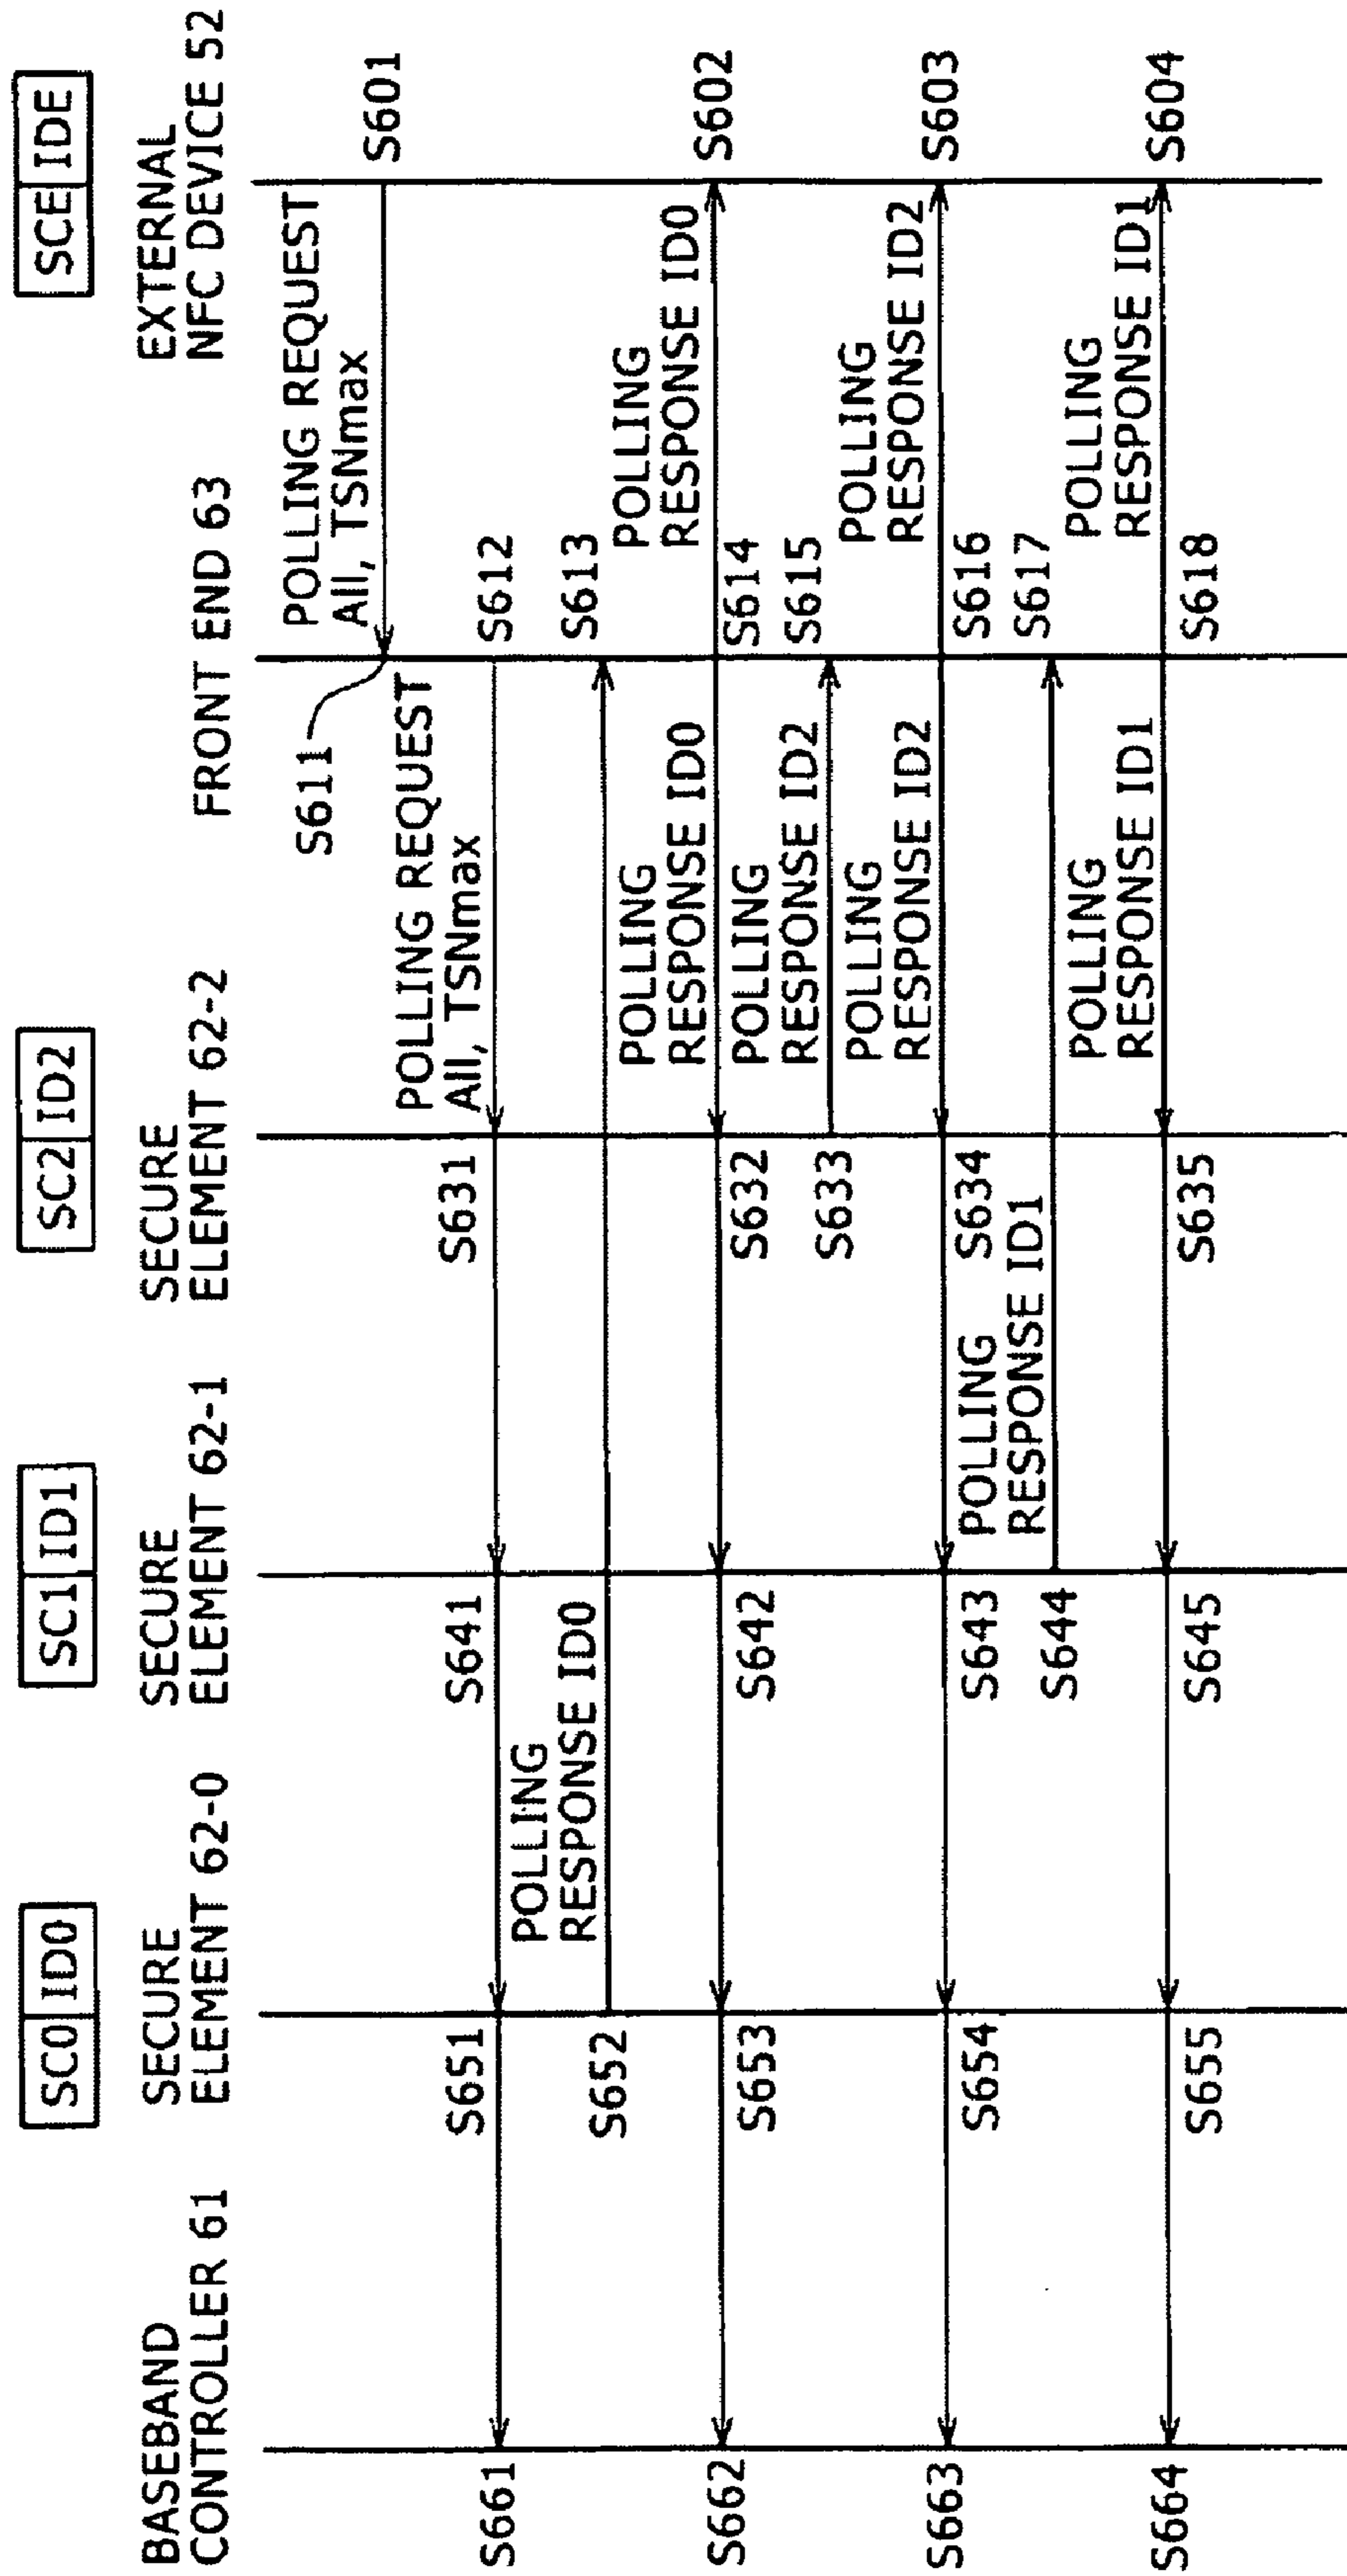 SC0 ID0
SC1 ID1
SC2 ID2
SCE IDE
BASEBAND
CONTROLLER 61
SECURE
ELEMENT 62-0
SECURE
ELEMENT 62-1
SECURE
ELEMENT 62-2
FRONT END 63
EXTERNAL
NFC DEVICE 52
POLLING REQUEST
All, TSNmax
S601
S611
POLLING REQUEST
All, TSNmax
S612
S631
S641
S651
S661
POLLING
RESPONSE ID0
S652
S613
POLLING
RESPONSE ID0
POLLING
RESPONSE ID0
S602
S614
S632
S642
S653
S662
POLLING
RESPONSE ID2
S633
S615
POLLING
RESPONSE ID2
POLLING
RESPONSE ID2
S603
S616
S634
S643
S654
S663
POLLING
RESPONSE ID1
S644
S617
POLLING
RESPONSE ID1
POLLING
RESPONSE ID1
S604
S618
S635
S645
S655
S664